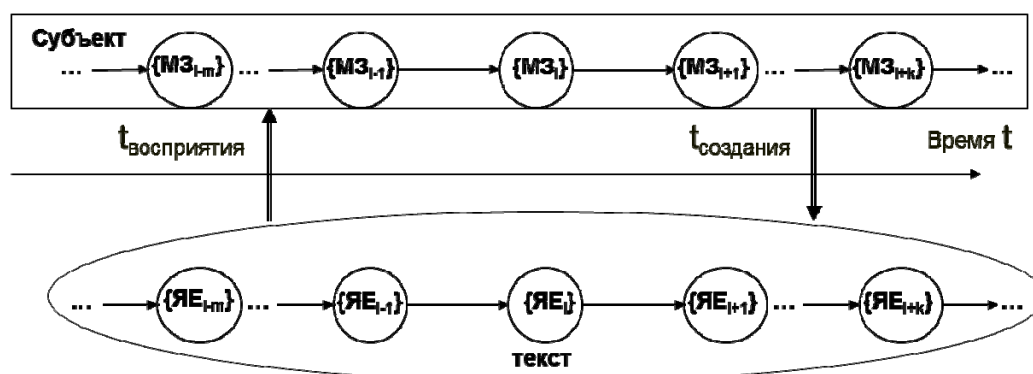 Субъект
... {МЗi-m} ... {МЗi-1} {МЗi} {МЗi+1} ... {МЗi+k} ...
tвосприятия tсоздания Время t
... {ЯЕi-m} ... {ЯЕi-1} {ЯЕi} {ЯЕi+1} ... {ЯЕi+k} ...
текст